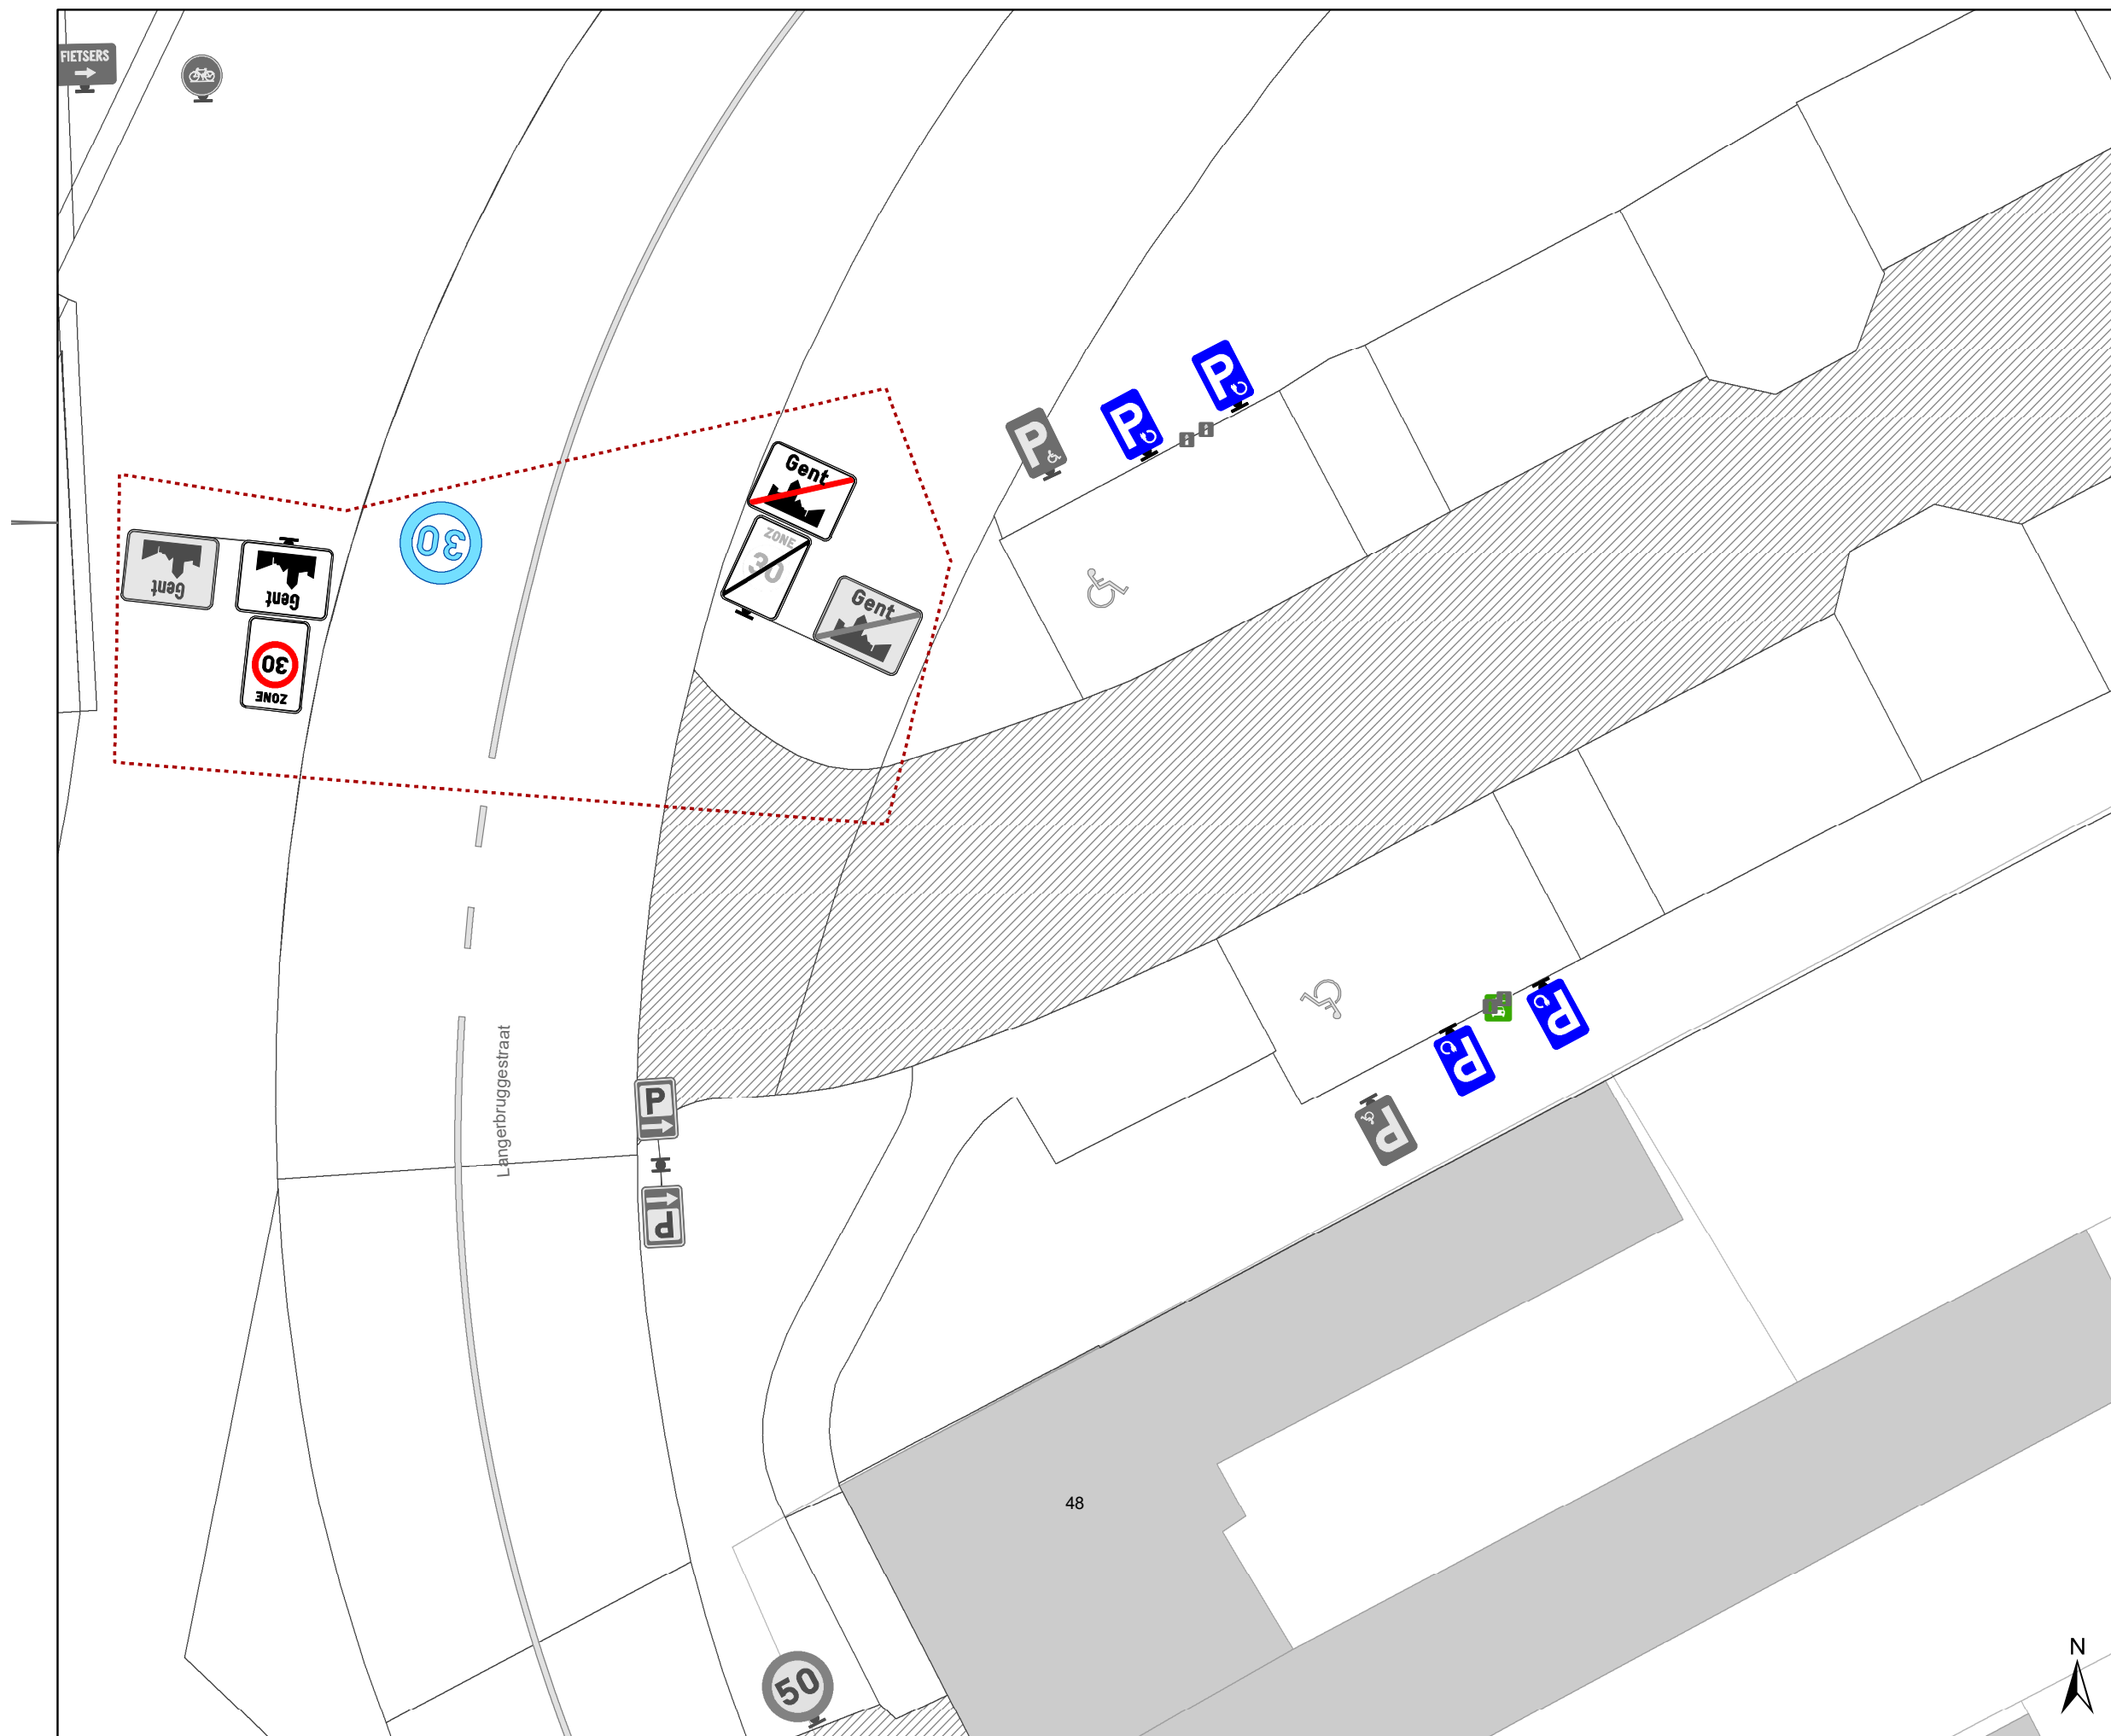 FIETSERS
P
P
P
Gent
ZONE
30
30
Gent
Gent
Gent
30
ZONE
P
P
P
Langerbruggestraat
P
P
48
50
N